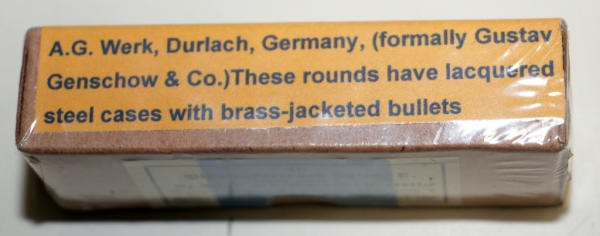 A.G. Werk, Durlach, Germany, (formally Gustav
Genschow & Co.)These rounds have lacquered
steel cases with brass-jacketed bullets